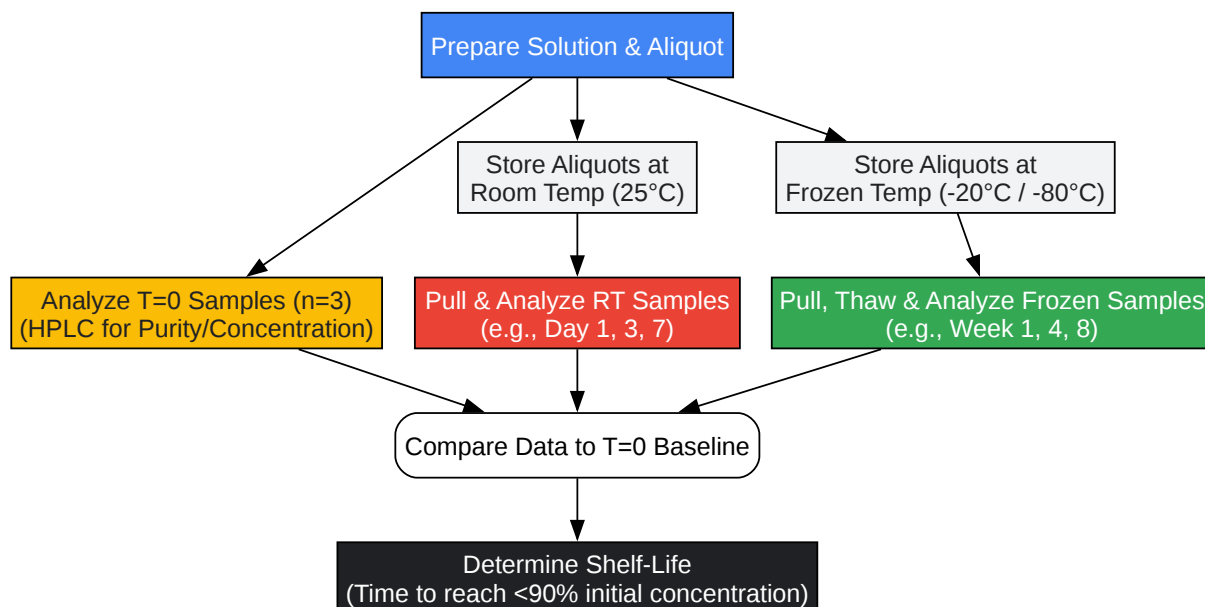 Prepare Solution & Aliquot
Store Aliquots at
Room Temp (25°C)
Store Aliquots at
Frozen Temp (-20°C / -80°C)
Analyze T=0 Samples (n=3)
(HPLC for Purity/Concentration)
Pull & Analyze RT Samples
(e.g., Day 1, 3, 7)
Pull, Thaw & Analyze Frozen Samples
(e.g., Week 1, 4, 8)
Compare Data to T=0 Baseline
Determine Shelf-Life
(Time to reach <90% initial concentration)